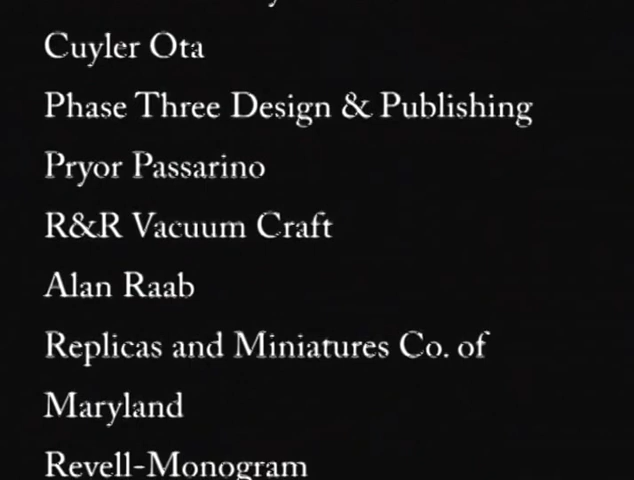 Cuyler Ota
Phase Three Design & Publishing
Pryor Passarino
R&R Vacuum Craft
Alan Raab
Replicas and Miniatures Co. of
Maryland
Revell-Monogram